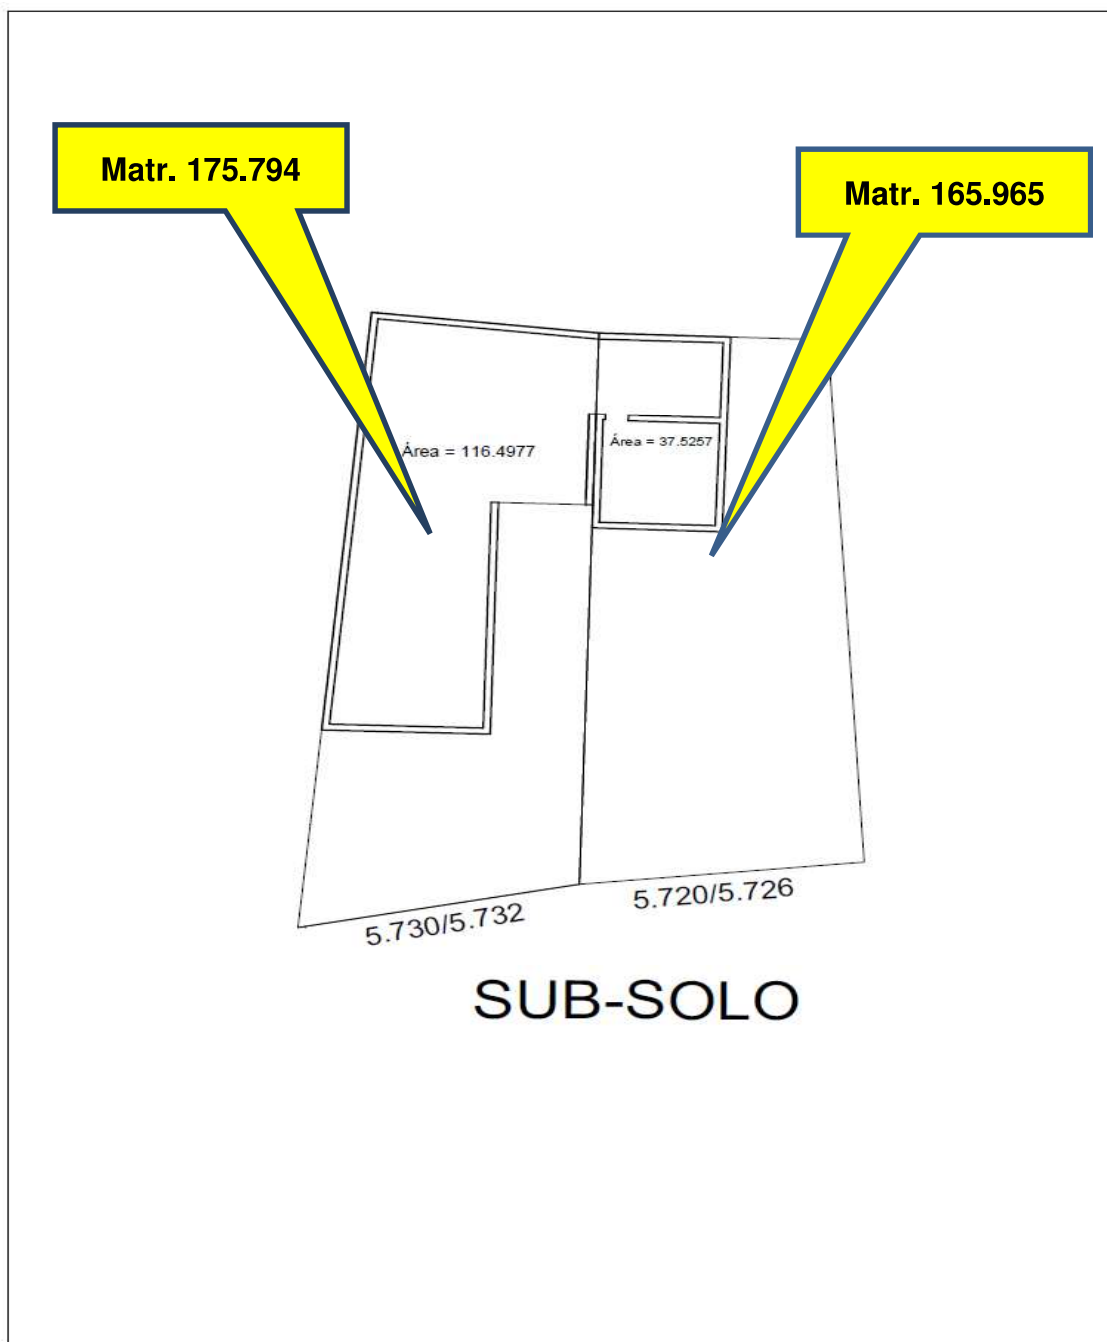 Matr. 175.794
Matr. 165.965
Área = 116.4977
Área = 37.5257
5.730/5.732
5.720/5.726
SUB-SOLO